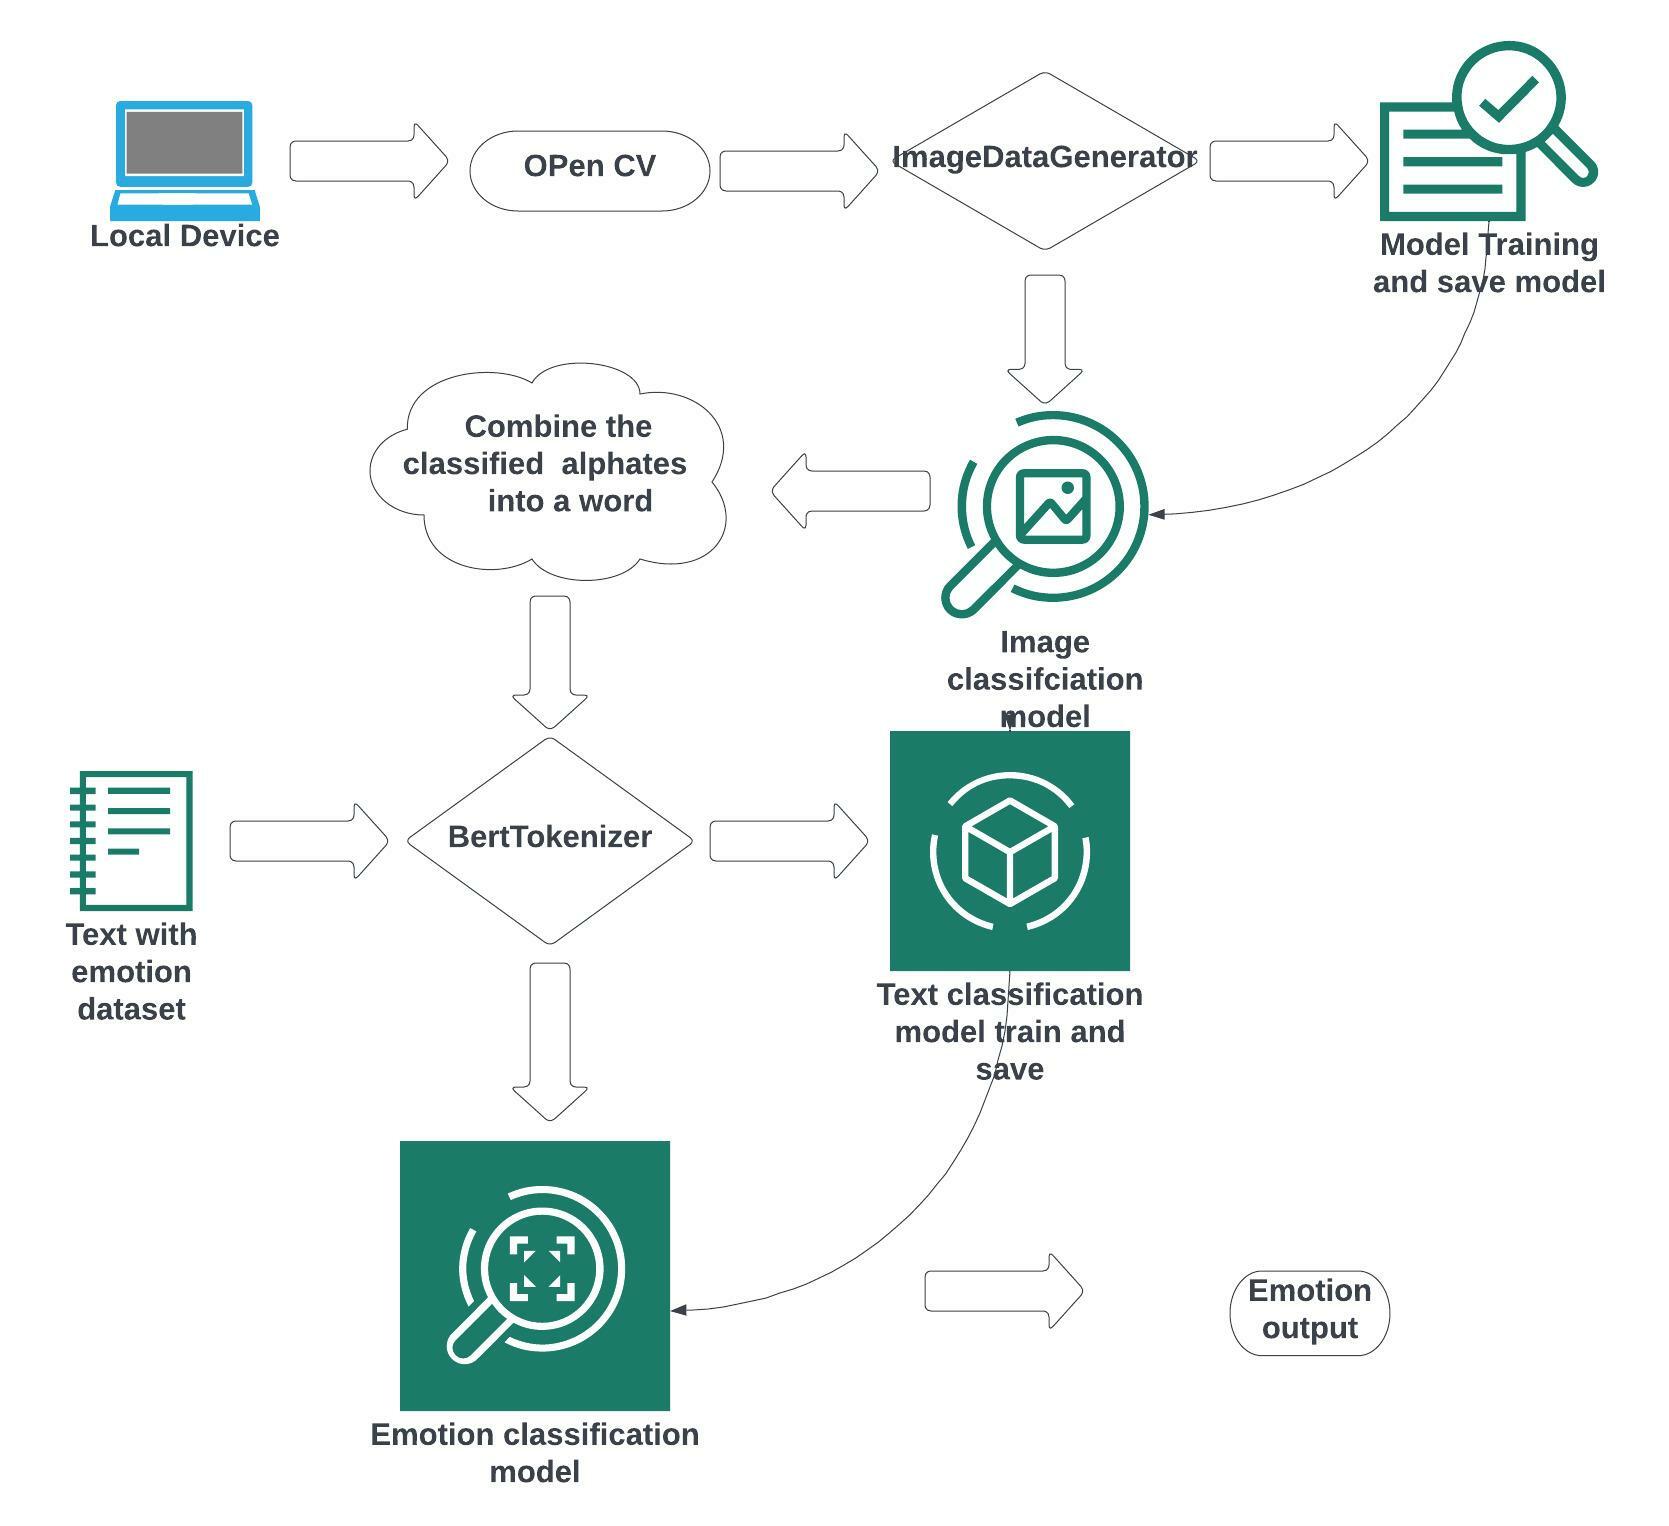 OPen CV
ImageDataGenerator
Local Device
Model Training
and save model
Combine the
classified  alphates
into a word
Image
classifciation
model
BertTokenizer
Text with
emotion
dataset
Text classification
model train and
save
Emotion
output
Emotion classification
model